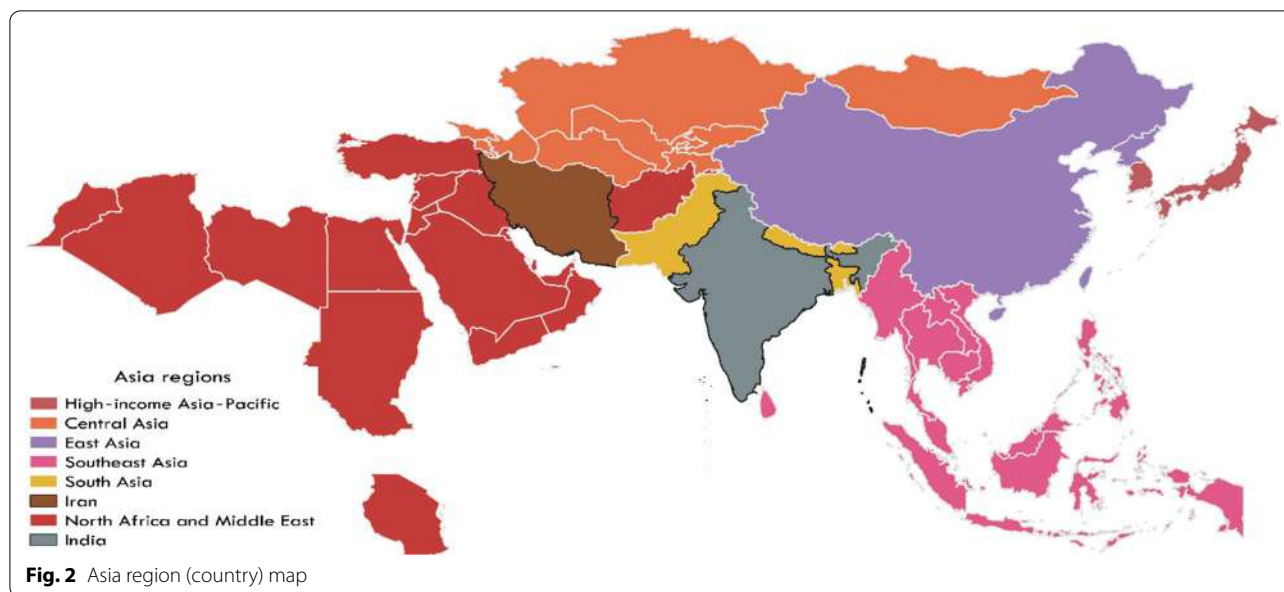 Asia regions
High-income Asia-Pacific
Central Asia
East Asia
Southeast Asia
South Asia
Iran
North Africa and Middle East
India
Fig. 2 Asia region (country) map